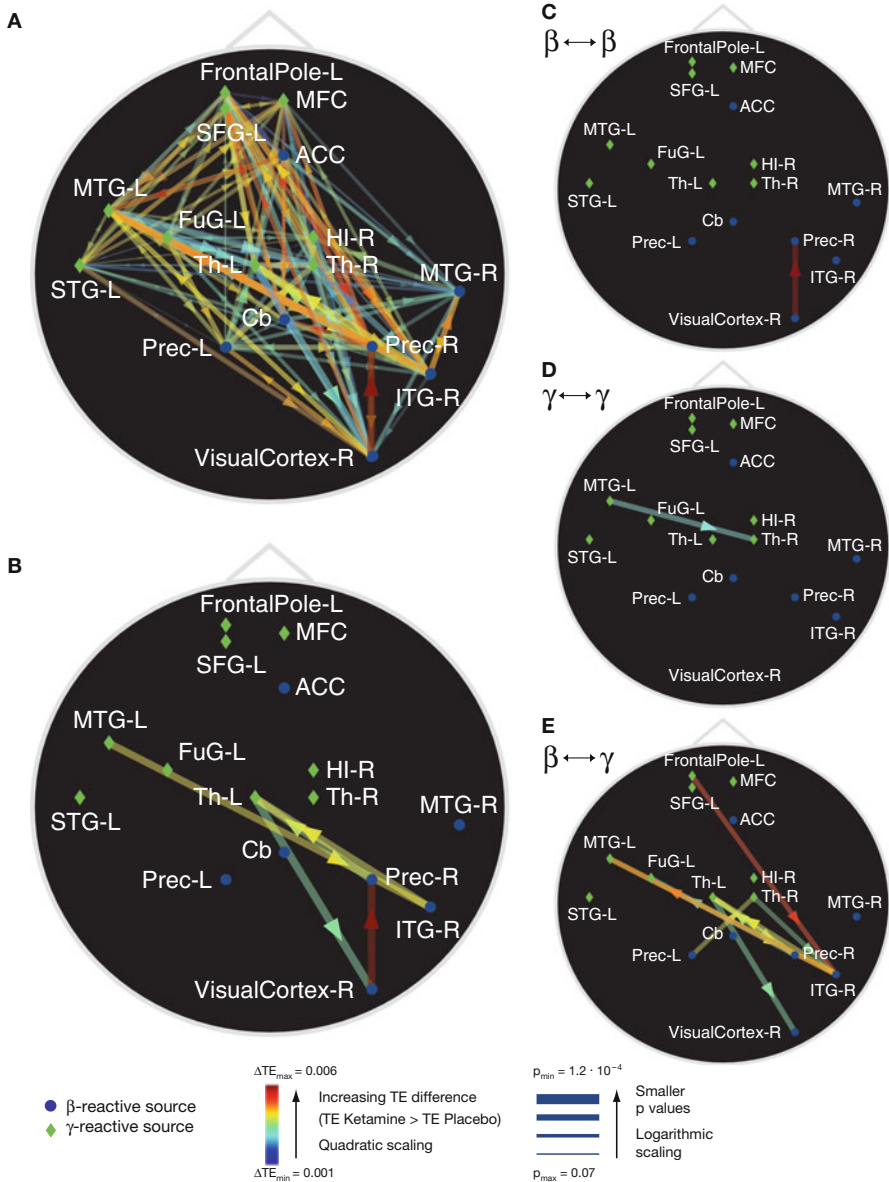 A
FrontalPole-L
MFC
SFG-L
ACC
MTG-L
FuG-L
HI-R
Th-L
Th-R
MTG-R
STG-L
Cb
Prec-L
Prec-R
ITG-R
VisualCortex-R
B
FrontalPole-L
MFC
SFG-L
ACC
MTG-L
FuG-L
HI-R
Th-L
Th-R
MTG-R
STG-L
Cb
Prec-L
Prec-R
ITG-R
VisualCortex-R
C
β ↔ β
FrontalPole-L
MFC
SFG-L
ACC
MTG-L
FuG-L
HI-R
Th-L
Th-R
MTG-R
STG-L
Cb
Prec-L
Prec-R
ITG-R
VisualCortex-R
D
γ ↔ γ
FrontalPole-L
MFC
SFG-L
ACC
MTG-L
FuG-L
HI-R
Th-L
Th-R
MTG-R
STG-L
Cb
Prec-L
Prec-R
ITG-R
VisualCortex-R
E
β ↔ γ
FrontalPole-L
MFC
SFG-L
ACC
MTG-L
FuG-L
HI-R
Th-L
Th-R
MTG-R
STG-L
Cb
Prec-L
Prec-R
ITG-R
VisualCortex-R
β-reactive source
γ-reactive source
ΔTEmax = 0.006
Increasing TE difference
(TE Ketamine > TE Placebo)
Quadratic scaling
ΔTEmin = 0.001
pmin = 1.2 · 10⁻⁴
Smaller
p values
Logarithmic
scaling
pmax = 0.07